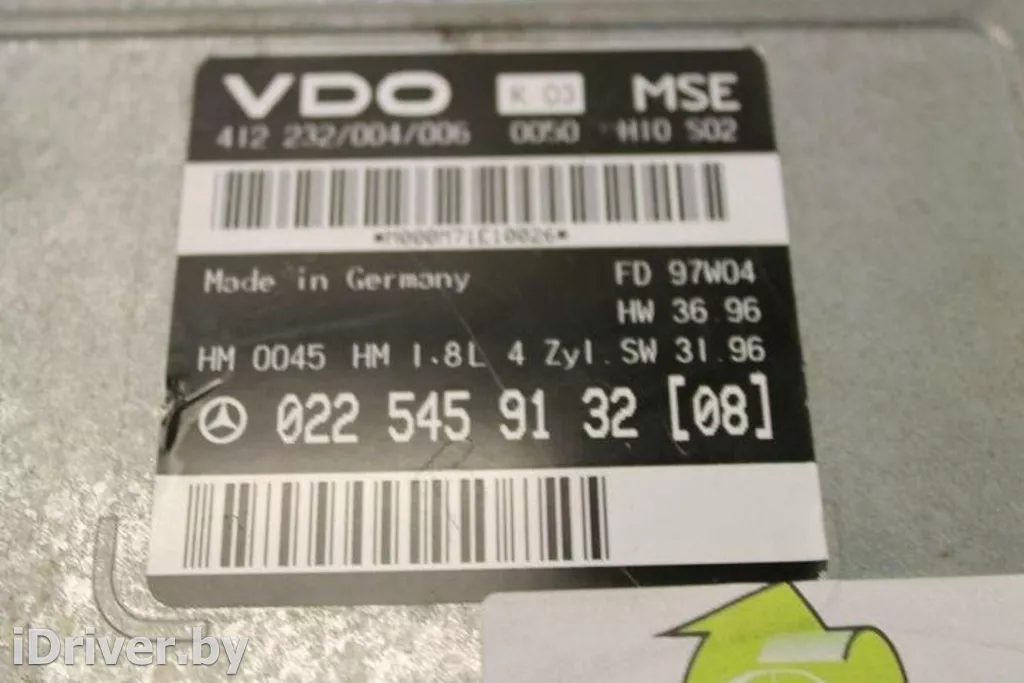 VDO K 03 MSE
412 232/004/006 0050 H10 S02
*M000M71E10026*
Made in Germany FD 97W04
HW 36.96
HM 0045 HM 1.8L 4 Zyl. SW 31.96
022 545 91 32 [08]
iDriver.by